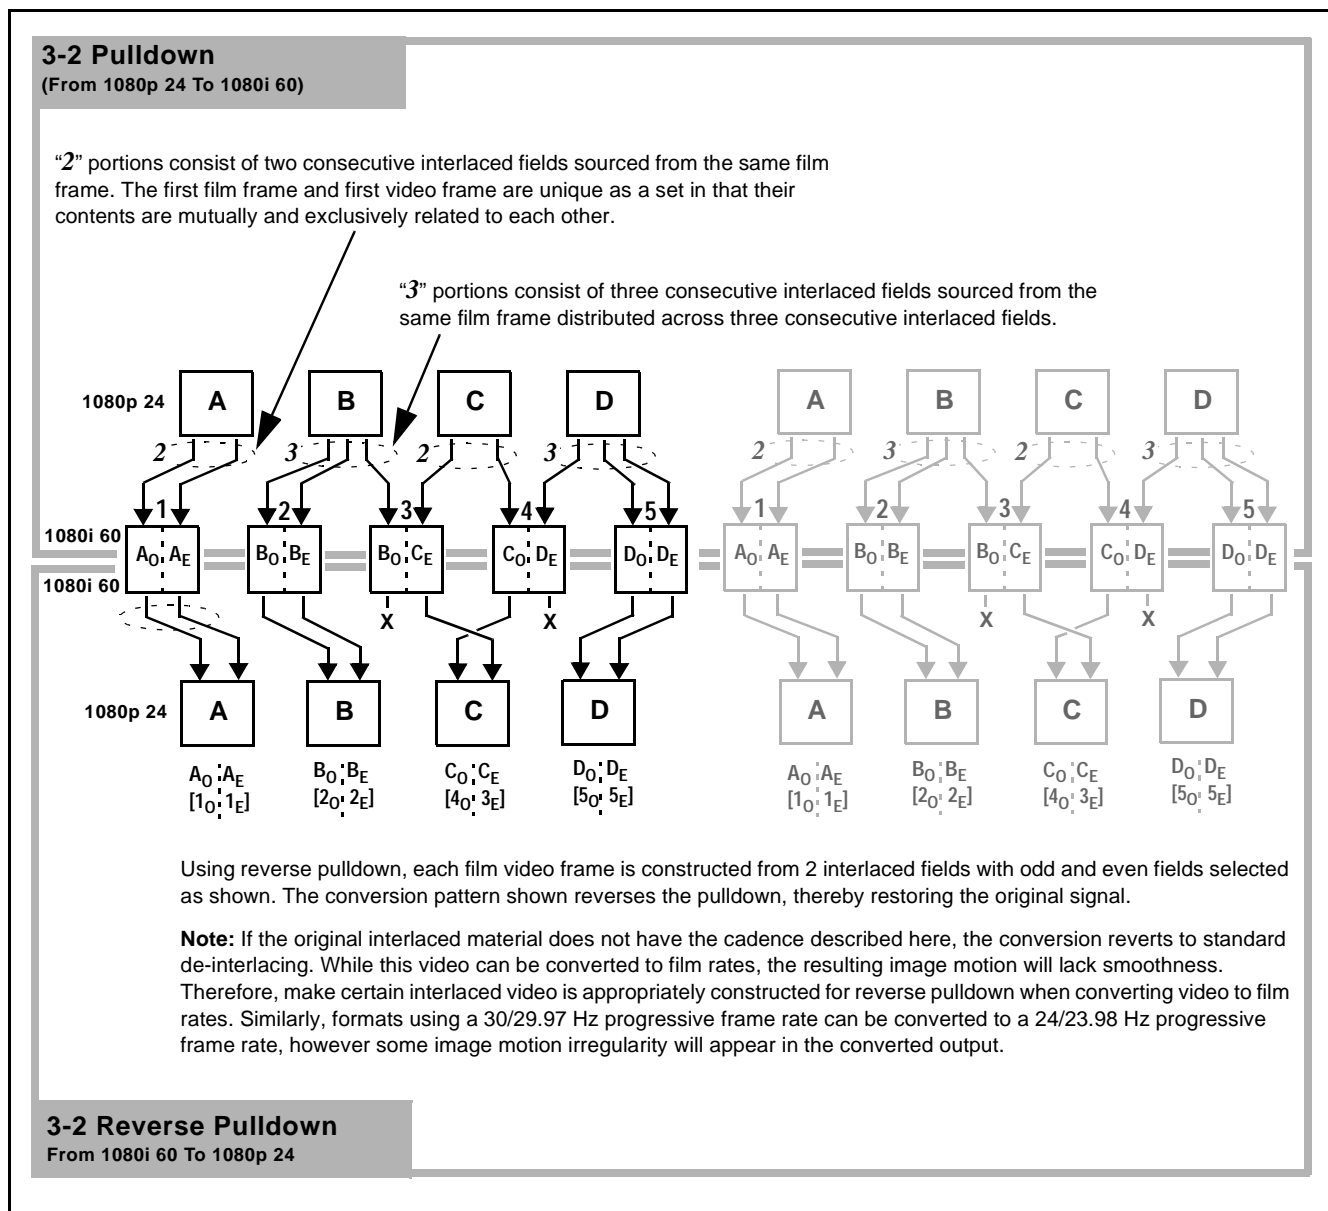 3-2 Pulldown
(From 1080p 24 To 1080i 60)
“2” portions consist of two consecutive interlaced fields sourced from the same film
frame. The first film frame and first video frame are unique as a set in that their
contents are mutually and exclusively related to each other.
“3” portions consist of three consecutive interlaced fields sourced from the
same film frame distributed across three consecutive interlaced fields.
1080p 24 A B C D A B C D
2 3 2 3 2 3 2 3
1 2 3 4 5 1 2 3 4 5
1080i 60
AO AE BO BE BO CE CO DE DO DE AO AE BO BE BO CE CO DE DO DE
1080i 60
X X X X
1080p 24 A B C D A B C D
AO AE BO BE CO CE DO DE AO AE BO BE CO CE DO DE
[1O 1E] [2O 2E] [4O 3E] [5O 5E] [1O 1E] [2O 2E] [4O 3E] [5O 5E]
Using reverse pulldown, each film video frame is constructed from 2 interlaced fields with odd and even fields selected
as shown. The conversion pattern shown reverses the pulldown, thereby restoring the original signal.
Note: If the original interlaced material does not have the cadence described here, the conversion reverts to standard
de-interlacing. While this video can be converted to film rates, the resulting image motion will lack smoothness.
Therefore, make certain interlaced video is appropriately constructed for reverse pulldown when converting video to film
rates. Similarly, formats using a 30/29.97 Hz progressive frame rate can be converted to a 24/23.98 Hz progressive
frame rate, however some image motion irregularity will appear in the converted output.
3-2 Reverse Pulldown
From 1080i 60 To 1080p 24